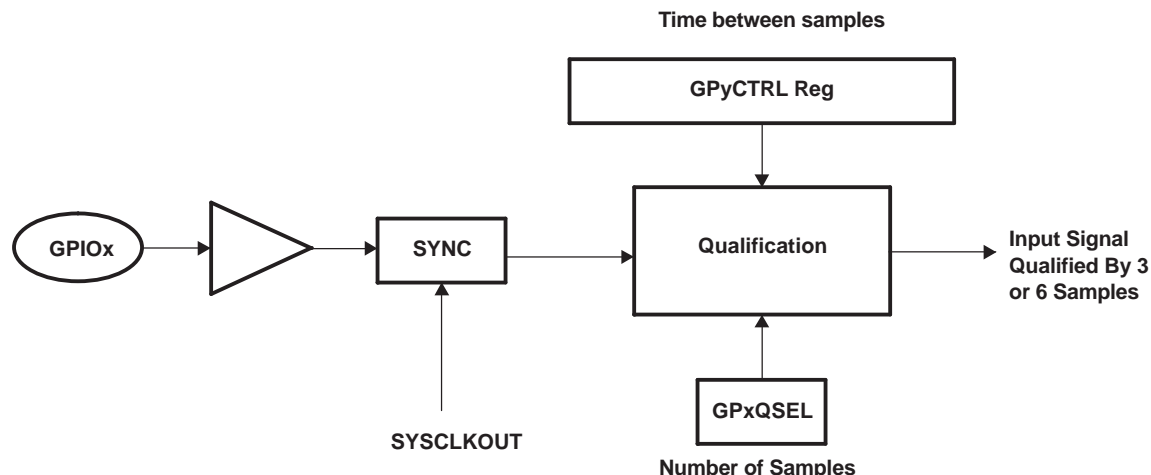 Time between samples
GPyCTRL Reg
GPIOx
SYNC
Qualification
Input Signal
Qualified By 3
or 6 Samples
GPxQSEL
SYSCLKOUT
Number of Samples